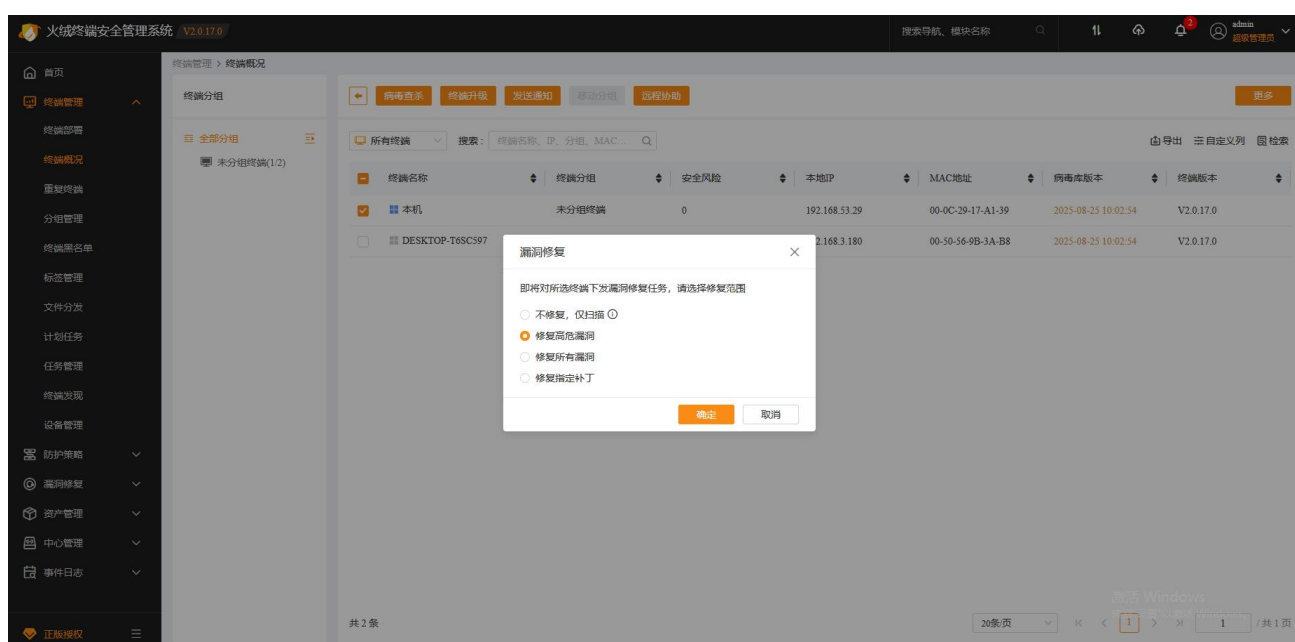 火绒终端安全管理系统 V2.0.17.0
搜索导航、模块名称
2
admin
超级管理员
首页
终端管理
终端部署
终端概况
重复终端
分组管理
终端黑名单
标签管理
文件分发
计划任务
任务管理
终端发现
设备管理
防护策略
漏洞修复
资产管理
中心管理
事件日志
正版授权
终端管理 > 终端概况
终端分组
全部分组
未分组终端(1/2)
病毒查杀 终端升级 发送通知 移动分组 远程协助 更多
所有终端 搜索: 终端名称、IP、分组、MAC... 导出 自定义列 检索
终端名称 终端分组 安全风险 本地IP MAC地址 病毒库版本 终端版本
本机 未分组终端 0 192.168.53.29 00-0C-29-17-A1-39 2025-08-25 10:02:54 V2.0.17.0
DESKTOP-T6SC597 2.168.3.180 00-50-56-9B-3A-B8 2025-08-25 10:02:54 V2.0.17.0
漏洞修复
即将对所选终端下发漏洞修复任务，请选择修复范围
不修复，仅扫描
修复高危漏洞
修复所有漏洞
修复指定补丁
确定 取消
激活 Windows
共 2 条 20条/页 1 1 / 共 1 页